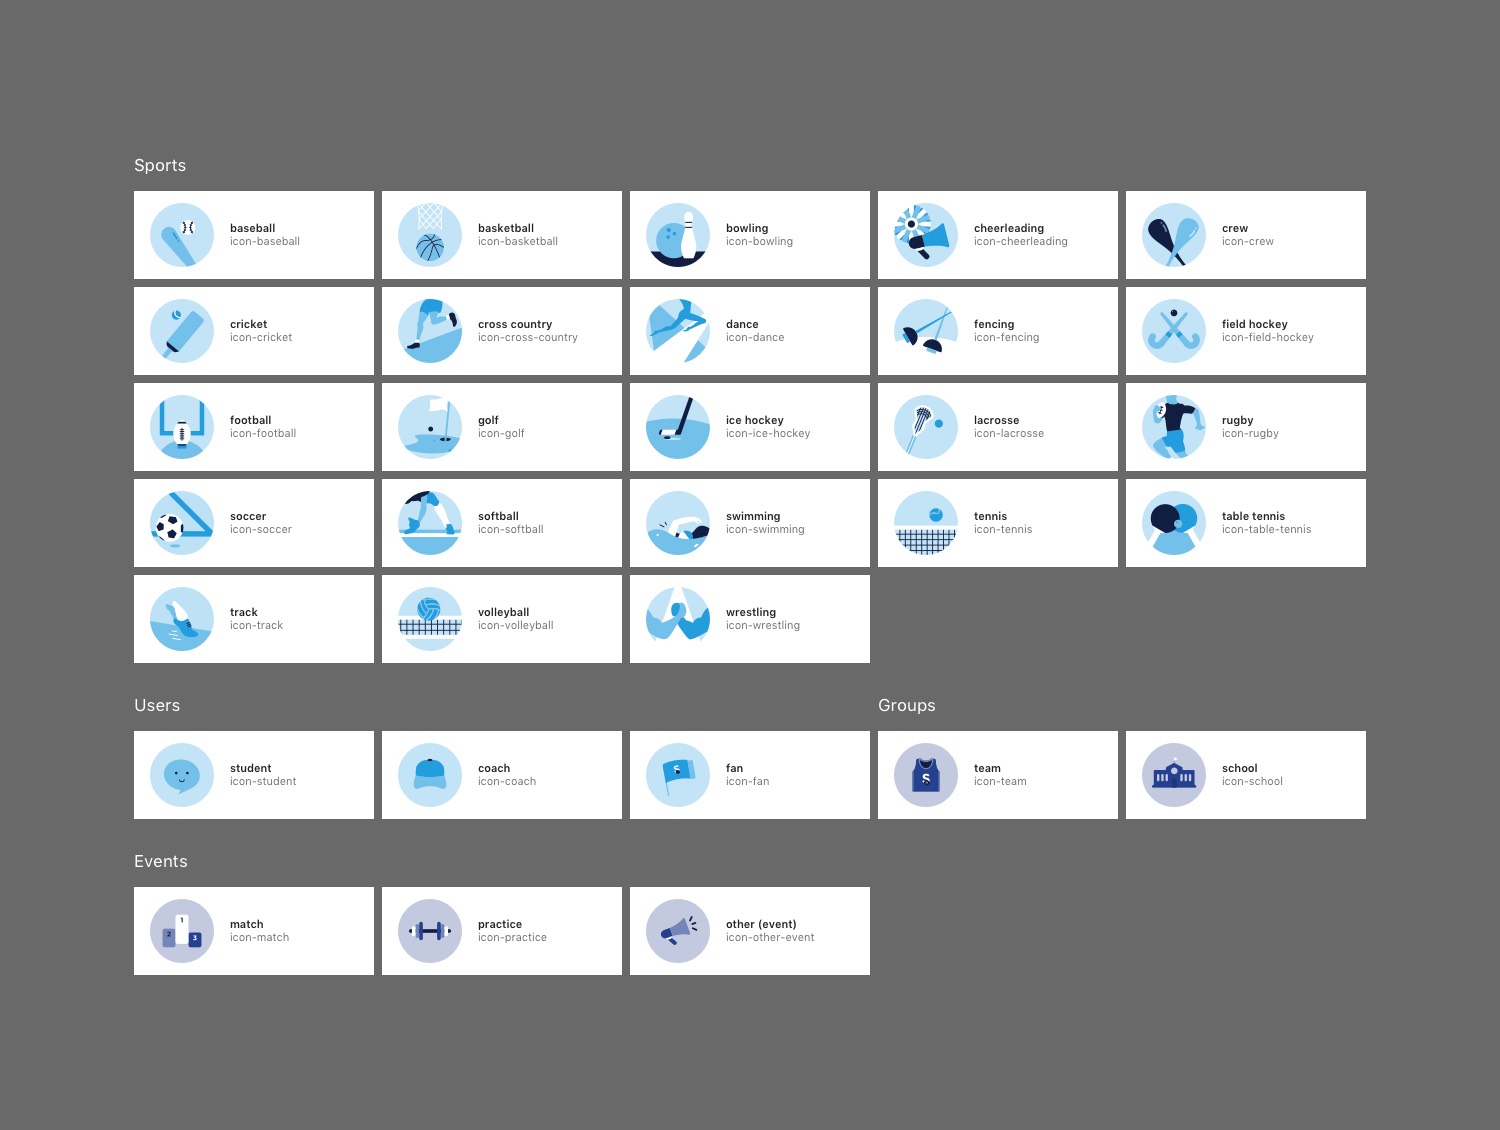 Sports
baseball
icon-baseball
basketball
icon-basketball
bowling
icon-bowling
cheerleading
icon-cheerleading
crew
icon-crew
cricket
icon-cricket
cross country
icon-cross-country
dance
icon-dance
fencing
icon-fencing
field hockey
icon-field-hockey
football
icon-football
golf
icon-golf
ice hockey
icon-ice-hockey
lacrosse
icon-lacrosse
rugby
icon-rugby
soccer
icon-soccer
softball
icon-softball
swimming
icon-swimming
tennis
icon-tennis
table tennis
icon-table-tennis
track
icon-track
volleyball
icon-volleyball
wrestling
icon-wrestling
Users
student
icon-student
coach
icon-coach
S
fan
icon-fan
Groups
S
team
icon-team
school
icon-school
Events
1
2
3
match
icon-match
practice
icon-practice
other (event)
icon-other-event